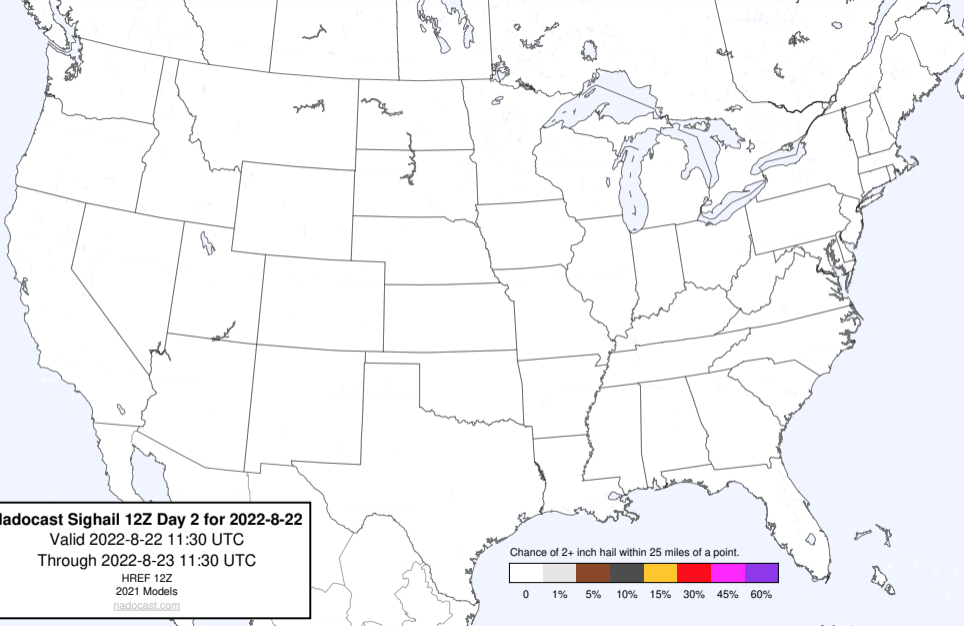 adocast Sighail 12Z Day 2 for 2022-8-22
Valid 2022-8-22 11:30 UTC
Through 2022-8-23 11:30 UTC
HREF 12Z
2021 Models
nadocast.com
Chance of 2+ inch hail within 25 miles of a point.
0 1% 5% 10% 15% 30% 45% 60%